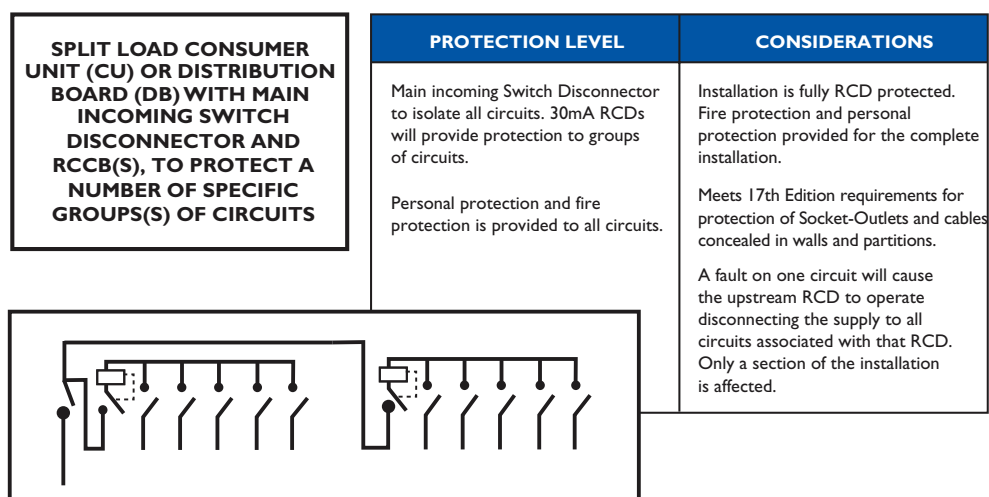 SPLIT LOAD CONSUMER
UNIT (CU) OR DISTRIBUTION
BOARD (DB) WITH MAIN
INCOMING SWITCH
DISCONNECTOR AND
RCCB(S), TO PROTECT A
NUMBER OF SPECIFIC
GROUPS(S) OF CIRCUITS
PROTECTION LEVEL
Main incoming Switch Disconnector
to isolate all circuits. 30mA RCDs
will provide protection to groups
of circuits.
Personal protection and fire
protection is provided to all circuits.
CONSIDERATIONS
Installation is fully RCD protected.
Fire protection and personal
protection provided for the complete
installation.
Meets 17th Edition requirements for
protection of Socket-Outlets and cables
concealed in walls and partitions.
A fault on one circuit will cause
the upstream RCD to operate
disconnecting the supply to all
circuits associated with that RCD.
Only a section of the installation
is affected.